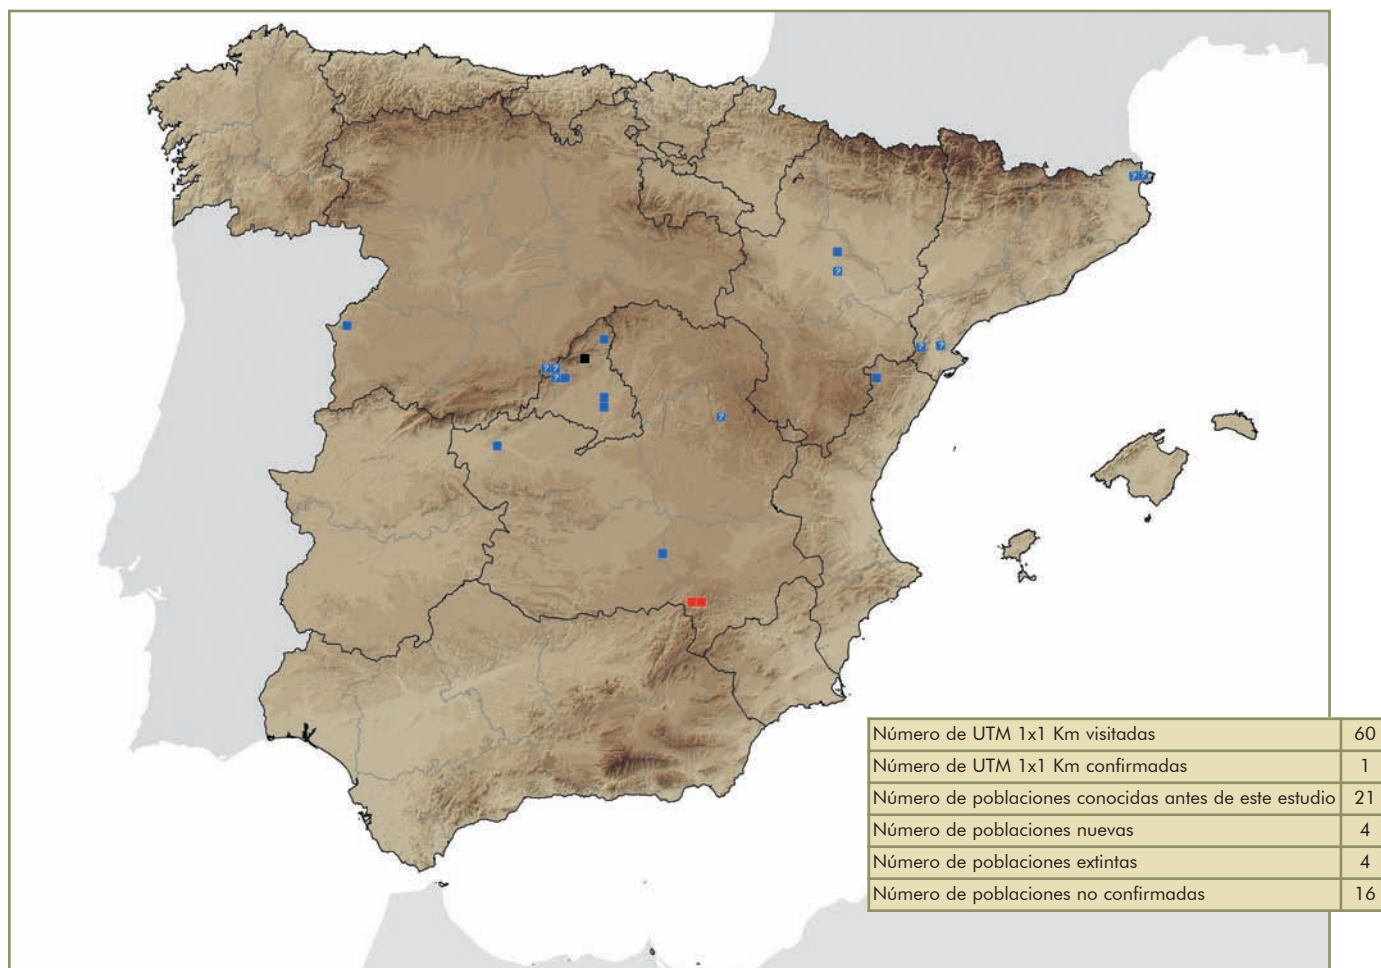 ? ?
?
? ?
? ?
?
?
Número de UTM 1x1 Km visitadas 60
Número de UTM 1x1 Km confirmadas 1
Número de poblaciones conocidas antes de este estudio 21
Número de poblaciones nuevas 4
Número de poblaciones extintas 4
Número de poblaciones no confirmadas 16